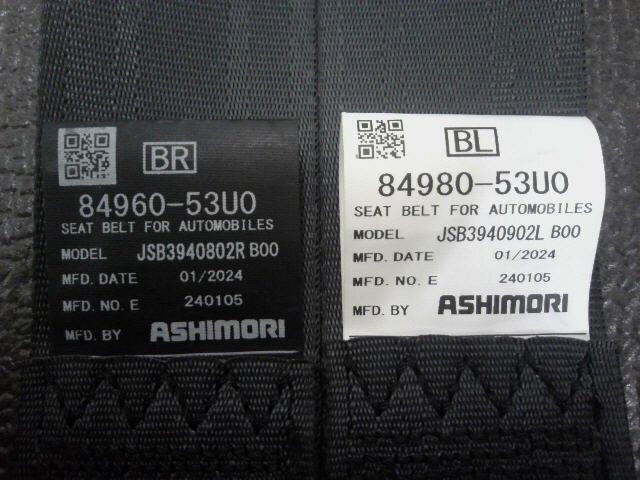 BR
84960-53U0
SEAT BELT FOR AUTOMOBILES
MODEL JSB3940802R B00
MFD. DATE 01/2024
MFD. NO. E 240105
MFD. BY ASHIMORI
BL
84980-53U0
SEAT BELT FOR AUTOMOBILES
MODEL JSB3940902L B00
MFD. DATE 01/2024
MFD. NO. E 240105
MFD. BY ASHIMORI